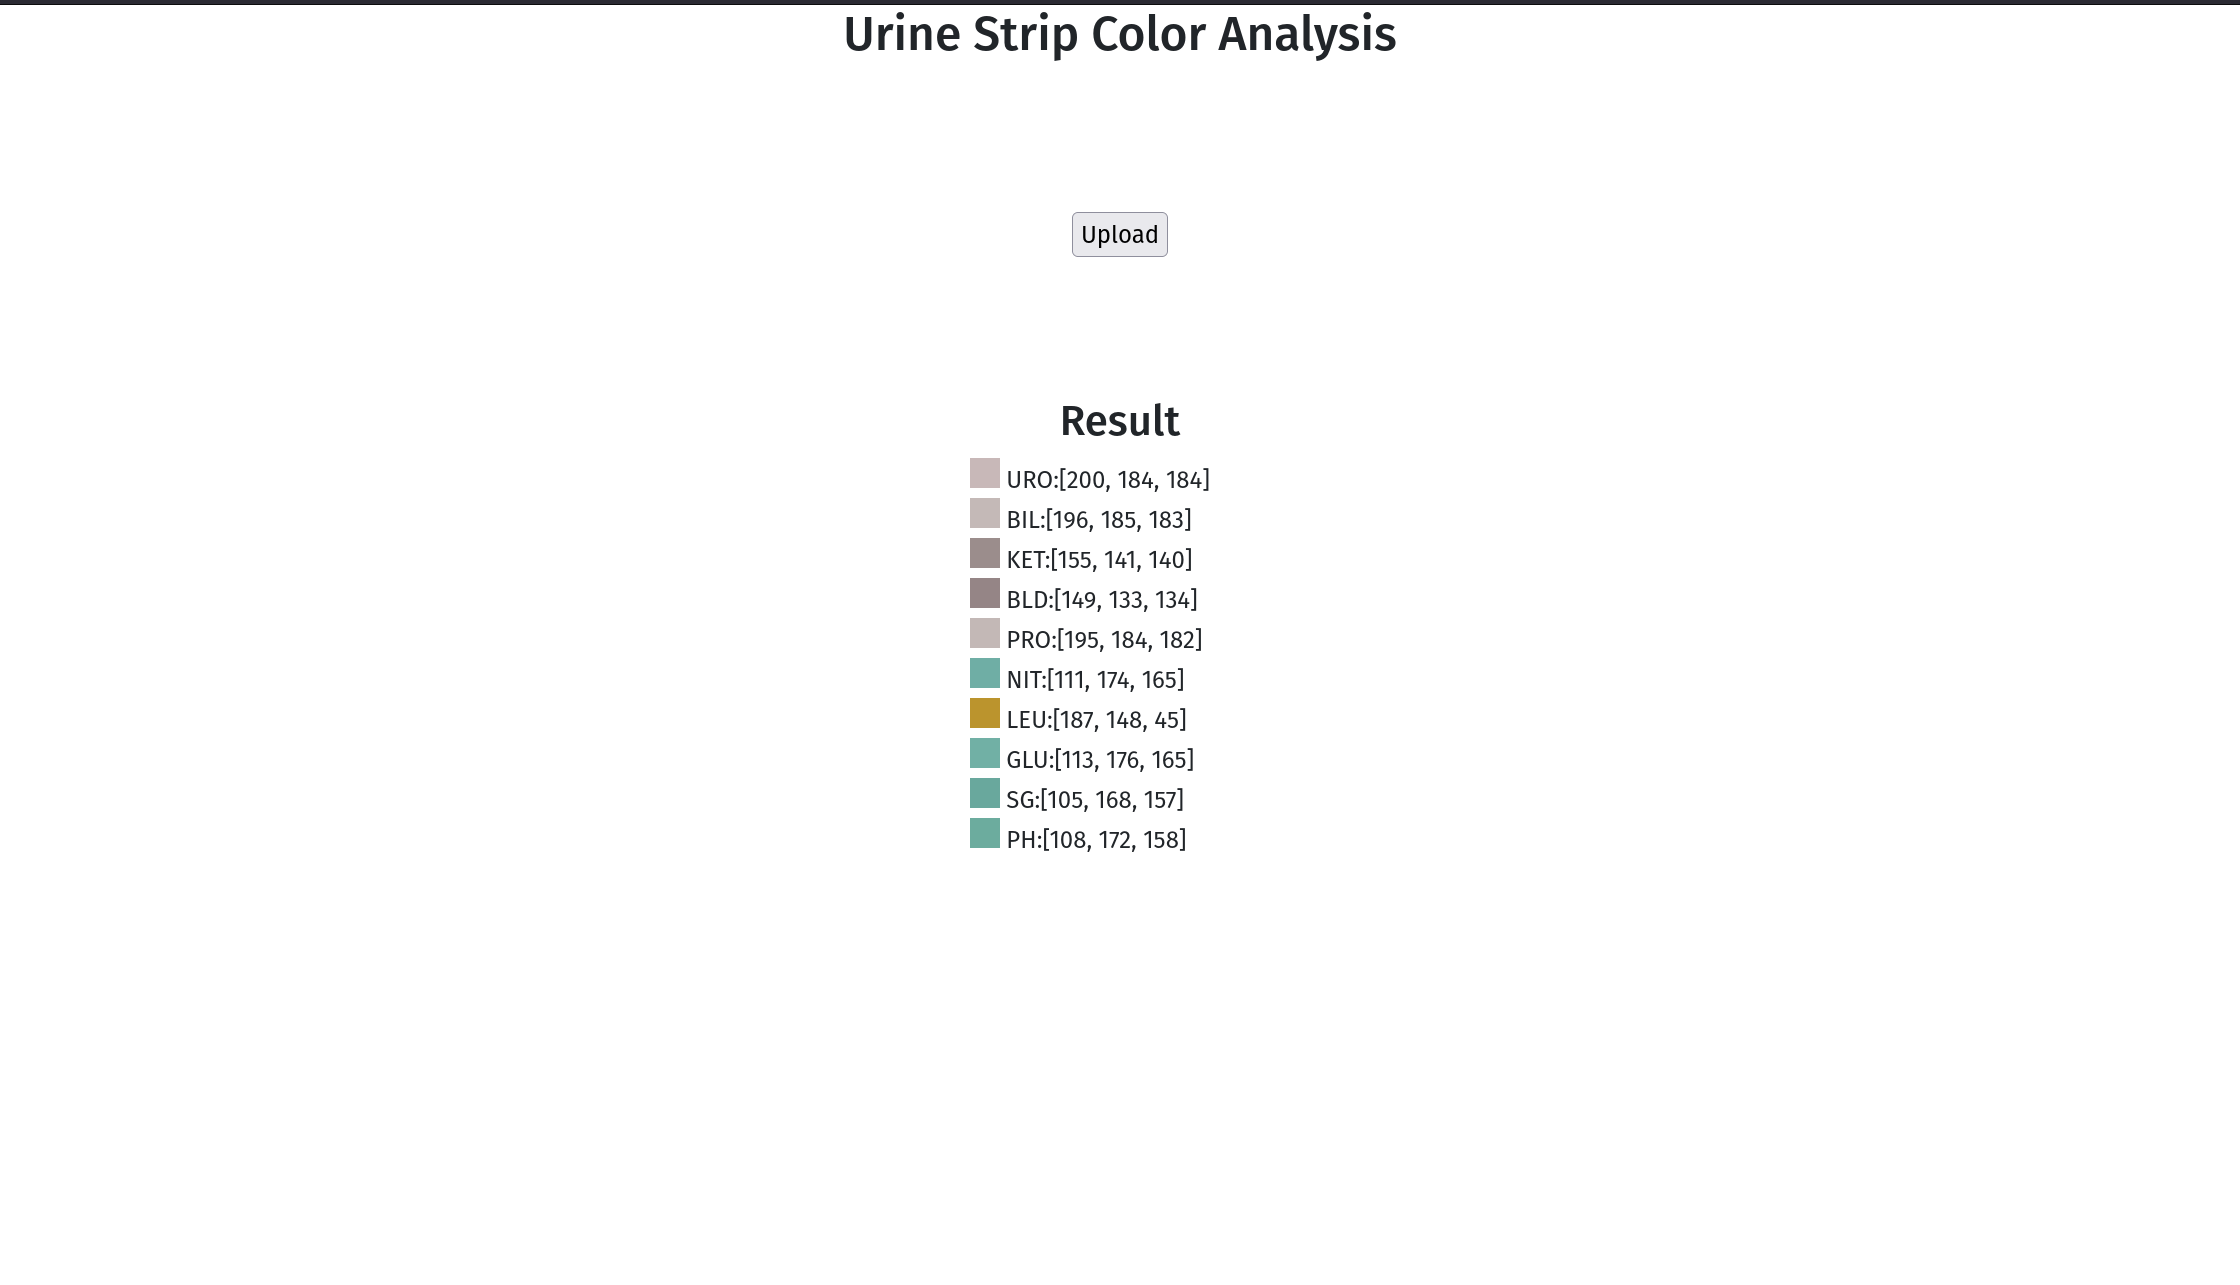 Urine Strip Color Analysis
Upload
Result
URO:[200, 184, 184]
BIL:[196, 185, 183]
KET:[155, 141, 140]
BLD:[149, 133, 134]
PRO:[195, 184, 182]
NIT:[111, 174, 165]
LEU:[187, 148, 45]
GLU:[113, 176, 165]
SG:[105, 168, 157]
PH:[108, 172, 158]